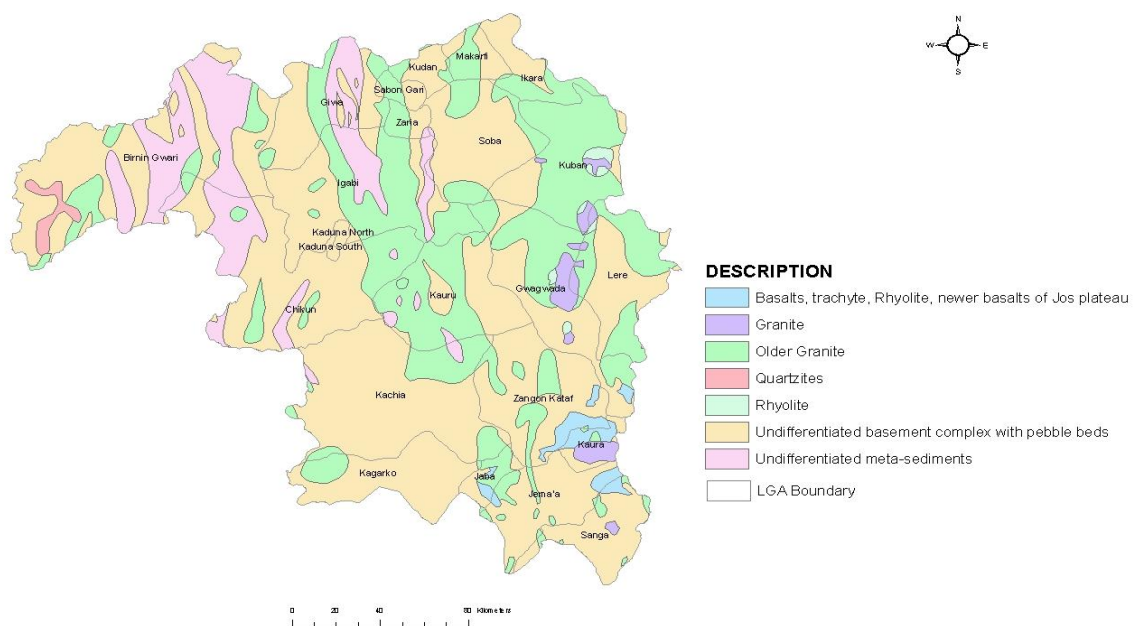 N
W E
S
Makarfi
Kudan
Ikara
Sabon Gari
Giwa
Zaria
Soba
Birnin Gwari
Kubau
Igabi
Kaduna North
Kaduna South
Lere
Gwagwada
Kauru
Chikun
Kachia
Zangon Kataf
Kaura
Kagarko
Jaba
Jema'a
Sanga
DESCRIPTION
Basalts, trachyte, Rhyolite, newer basalts of Jos plateau
Granite
Older Granite
Quartzites
Rhyolite
Undifferentiated basement complex with pebble beds
Undifferentiated meta-sediments
LGA Boundary
0 20 40 80 Kilometers